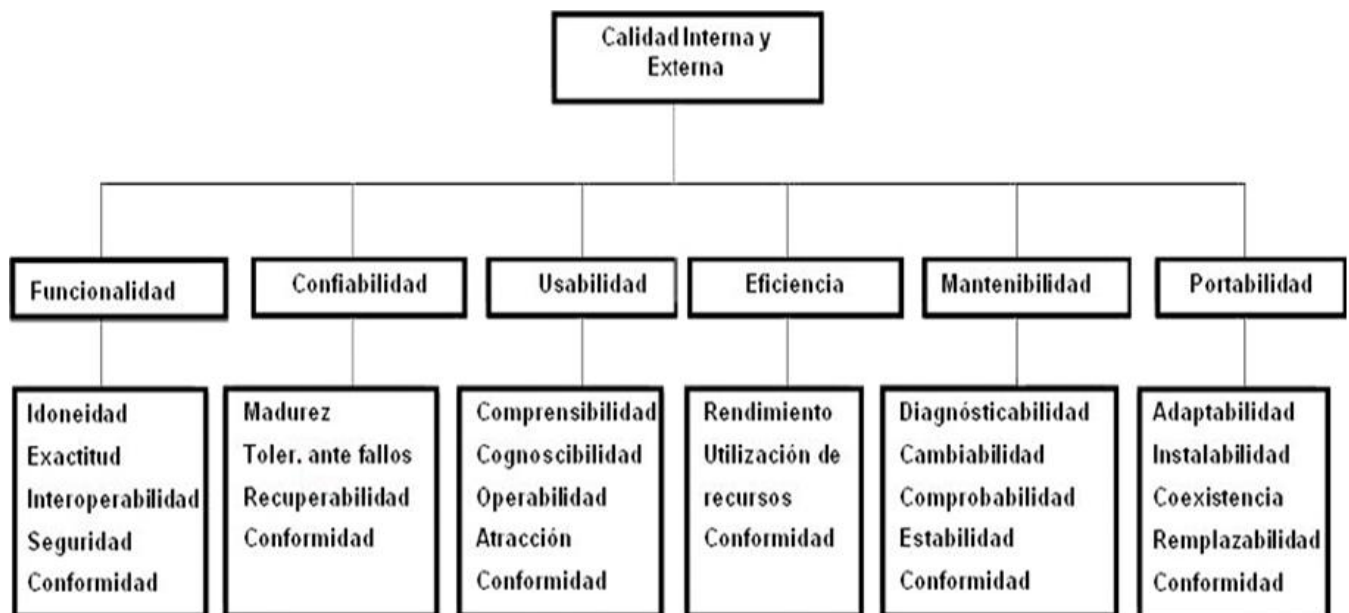 Calidad Interna y
Externa
Funcionalidad
Confiabilidad
Usabilidad
Eficiencia
Mantenibilidad
Portabilidad
Idoneidad
Exactitud
Interoperabilidad
Seguridad
Conformidad
Madurez
Toler. ante fallos
Recuperabilidad
Conformidad
Comprensibilidad
Cognoscibilidad
Operabilidad
Atracción
Conformidad
Rendimiento
Utilización de
recursos
Conformidad
Diagnósticabilidad
Cambiabilidad
Comprobabilidad
Estabilidad
Conformidad
Adaptabilidad
Instalabilidad
Coexistencia
Remplazabilidad
Conformidad